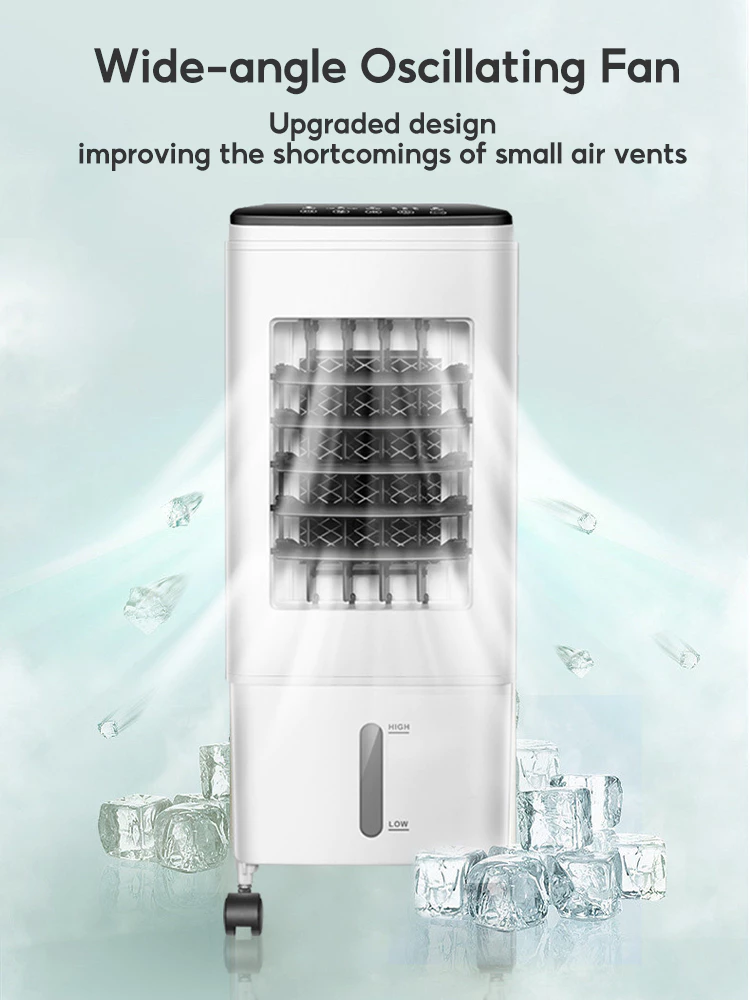 Wide-angle Oscillating Fan
Upgraded design
improving the shortcomings of small air vents
HIGH
LOW